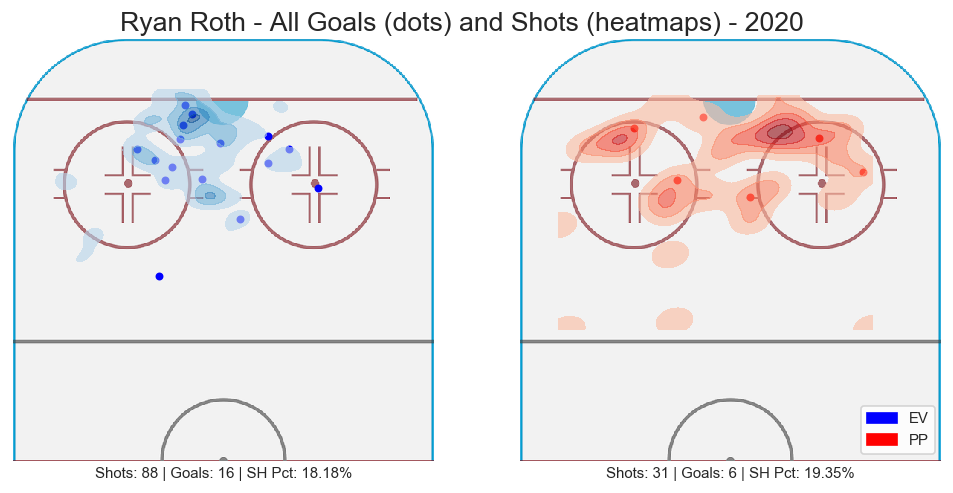 Ryan Roth - All Goals (dots) and Shots (heatmaps) - 2020
EV
PP
Shots: 88 | Goals: 16 | SH Pct: 18.18%
Shots: 31 | Goals: 6 | SH Pct: 19.35%